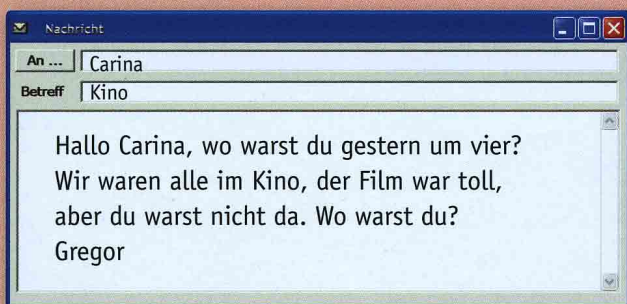 Nachricht
An ... Carina
Betreff Kino
Hallo Carina, wo warst du gestern um vier?
Wir waren alle im Kino, der Film war toll,
aber du warst nicht da. Wo warst du?
Gregor